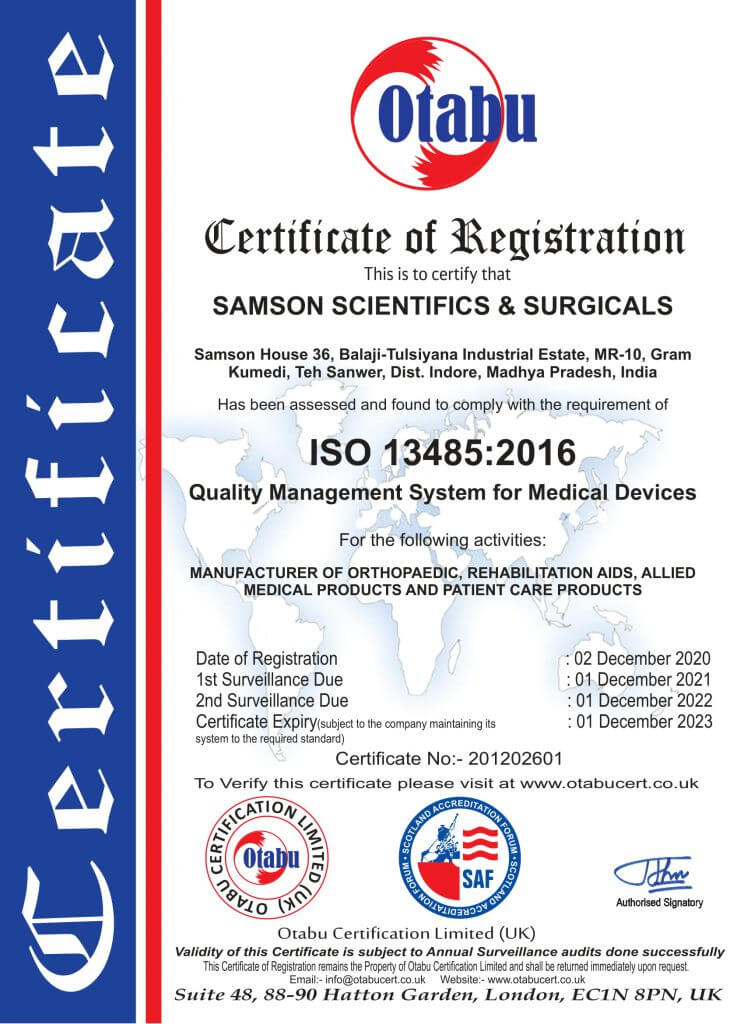 Certificate
Otabu
Certificate of Registration
This is to certify that
SAMSON SCIENTIFICS & SURGICALS
Samson House 36, Balaji-Tulsiyana Industrial Estate, MR-10, Gram
Kumedi, Teh Sanwer, Dist. Indore, Madhya Pradesh, India
Has been assessed and found to comply with the requirement of
ISO 13485:2016
Quality Management System for Medical Devices
For the following activities:
MANUFACTURER OF ORTHOPAEDIC, REHABILITATION AIDS, ALLIED
MEDICAL PRODUCTS AND PATIENT CARE PRODUCTS
Date of Registration : 02 December 2020
1st Surveillance Due : 01 December 2021
2nd Surveillance Due : 01 December 2022
Certificate Expiry(subject to the company maintaining its : 01 December 2023
system to the required standard)
Certificate No:- 201202601
To Verify this certificate please visit at www.otabucert.co.uk
OTABU CERTIFICATION LIMITED (UK)
Otabu
SCOTLAND ACCREDITATION FORUM • SCOTLAND ACCREDITATION FORUM •
SAF
Authorised Signatory
Otabu Certification Limited (UK)
Validity of this Certificate is subject to Annual Surveillance audits done successfully
This Certificate of Registration remains the Property of Otabu Certification Limited and shall be returned immediately upon request.
Email:- info@otabucert.co.uk Website:- www.otabucert.co.uk
Suite 48, 88-90 Hatton Garden, London, EC1N 8PN, UK